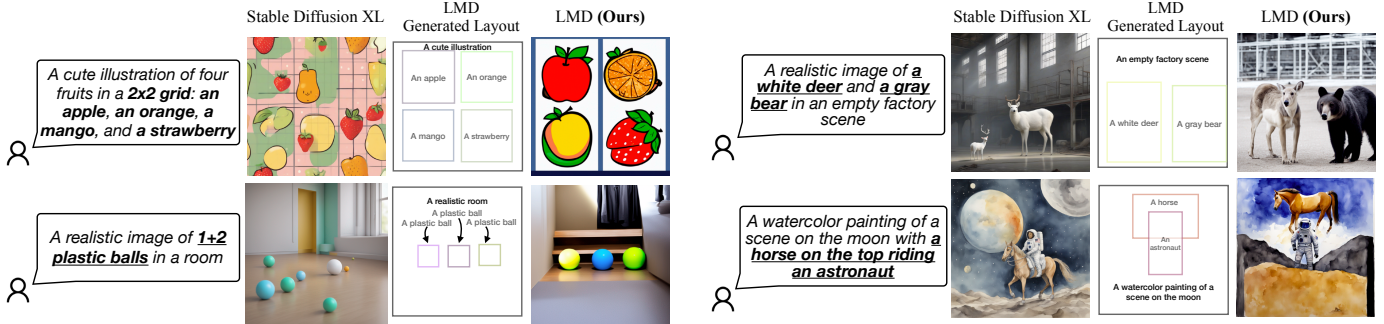 Stable Diffusion XL
LMD
Generated Layout
LMD (Ours)
A cute illustration of four
fruits in a 2x2 grid: an
apple, an orange, a
mango, and a strawberry
A cute illustration
An apple
An orange
A mango
A strawberry
A realistic image of 1+2
plastic balls in a room
A realistic room
A plastic ball
A plastic ball
A plastic ball
Stable Diffusion XL
LMD
Generated Layout
LMD (Ours)
A realistic image of a
white deer and a gray
bear in an empty factory
scene
An empty factory scene
A white deer
A gray bear
A watercolor painting of a
scene on the moon with a
horse on the top riding
an astronaut
A horse
An
astronaut
A watercolor painting of a
scene on the moon